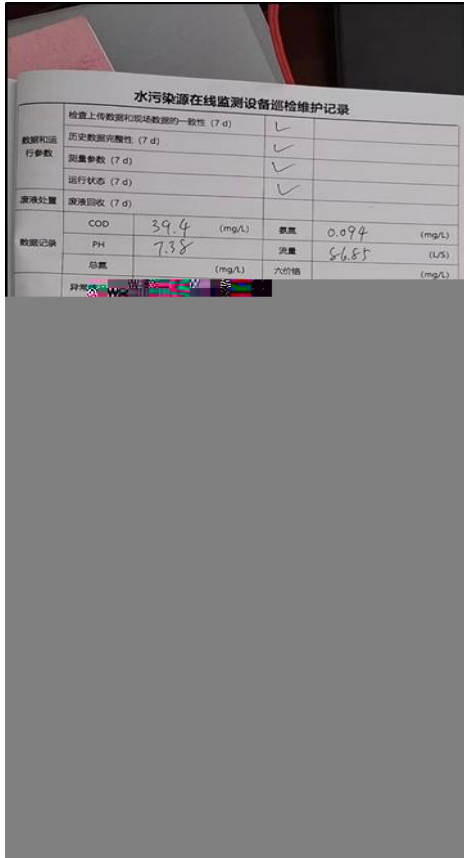 水污染源在线监测设备巡检维护记录
数据和运行参数 检查上传数据和现场数据的一致性 (7 d) ✓
历史数据完整性 (7 d) ✓
测量参数 (7 d) ✓
运行状态 (7 d) ✓
废液处置 废液回收 (7 d)
数据记录 COD 39.4 (mg/L) 氨氮 0.094 (mg/L)
PH 7.38 流量 86.85 (L/S)
总氮 (mg/L) 六价铬 (mg/L)
异常